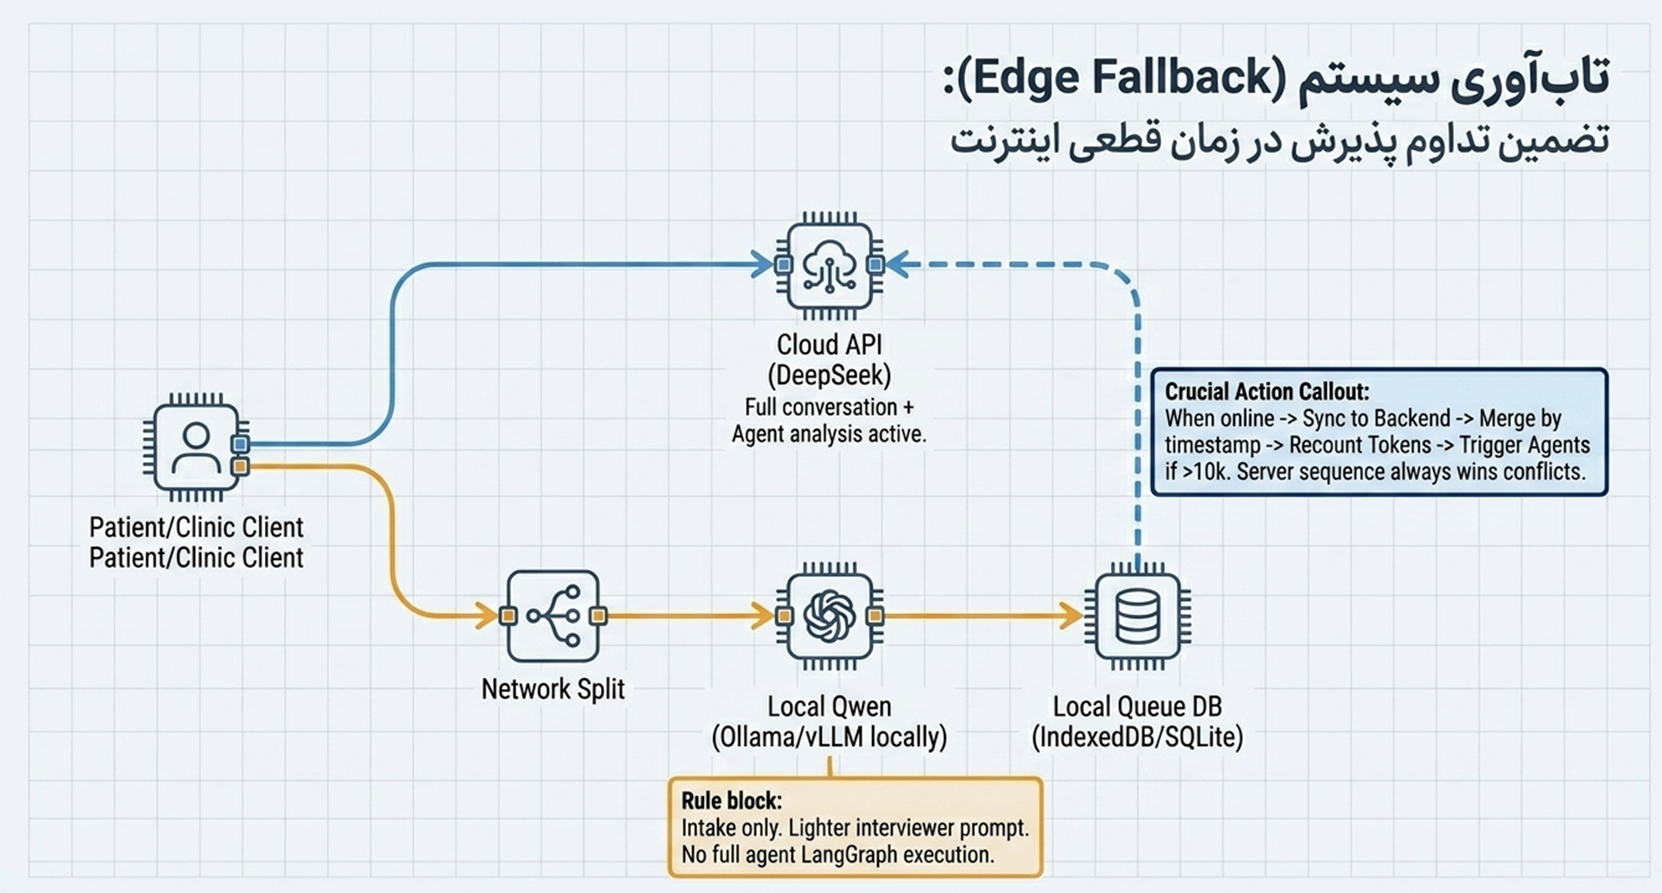 تاب‌آوری سیستم (Edge Fallback):
تضمین تداوم پذیرش در زمان قطعی اینترنت
Cloud API
(DeepSeek)
Full conversation +
Agent analysis active.
Crucial Action Callout:
When online -> Sync to Backend -> Merge by
timestamp -> Recount Tokens -> Trigger Agents
if >10k. Server sequence always wins conflicts.
Patient/Clinic Client
Patient/Clinic Client
Network Split
Local Qwen
(Ollama/vLLM locally)
Local Queue DB
(IndexedDB/SQLite)
Rule block:
Intake only. Lighter interviewer prompt.
No full agent LangGraph execution.